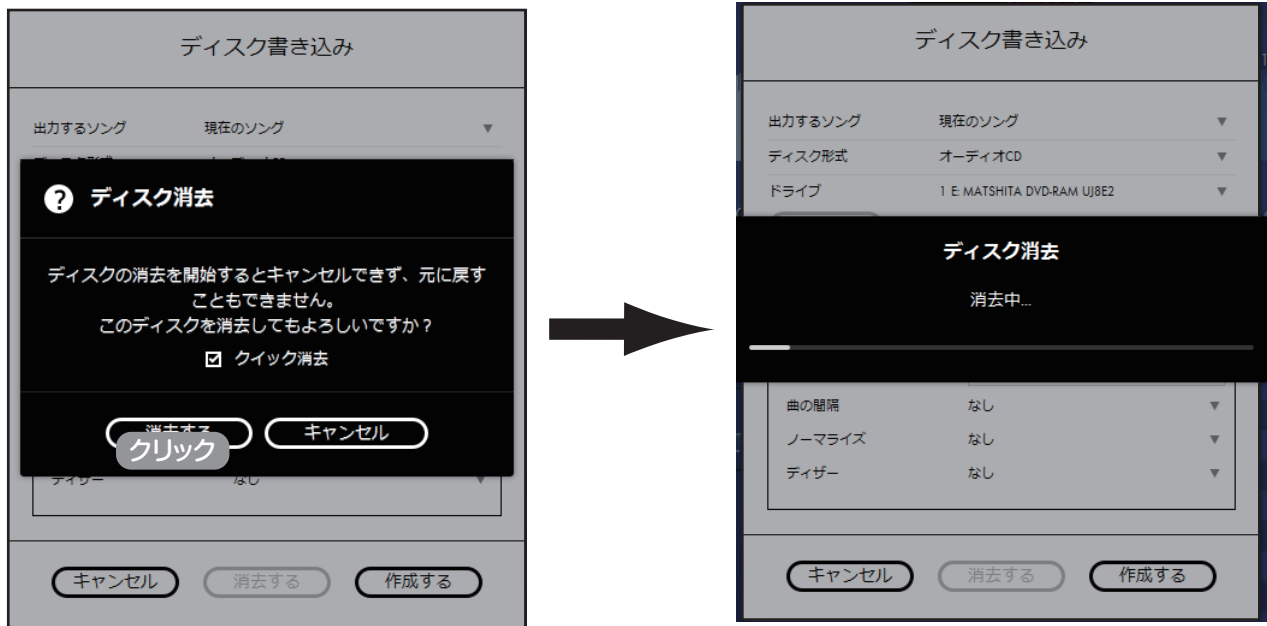 ディスク書き込み
出力するソング 現在のソング
? ディスク消去
ディスクの消去を開始するとキャンセルできず、元に戻す
こともできません。
このディスクを消去してもよろしいですか？
クイック消去
消去する キャンセル
クリック
ディザー なし
キャンセル 消去する 作成する
ディスク書き込み
出力するソング 現在のソング
ディスク形式 オーディオCD
ドライブ 1 E: MATSHITA DVD-RAM UJ8E2
ディスク消去
消去中...
曲の間隔 なし
ノーマライズ なし
ディザー なし
キャンセル 消去する 作成する